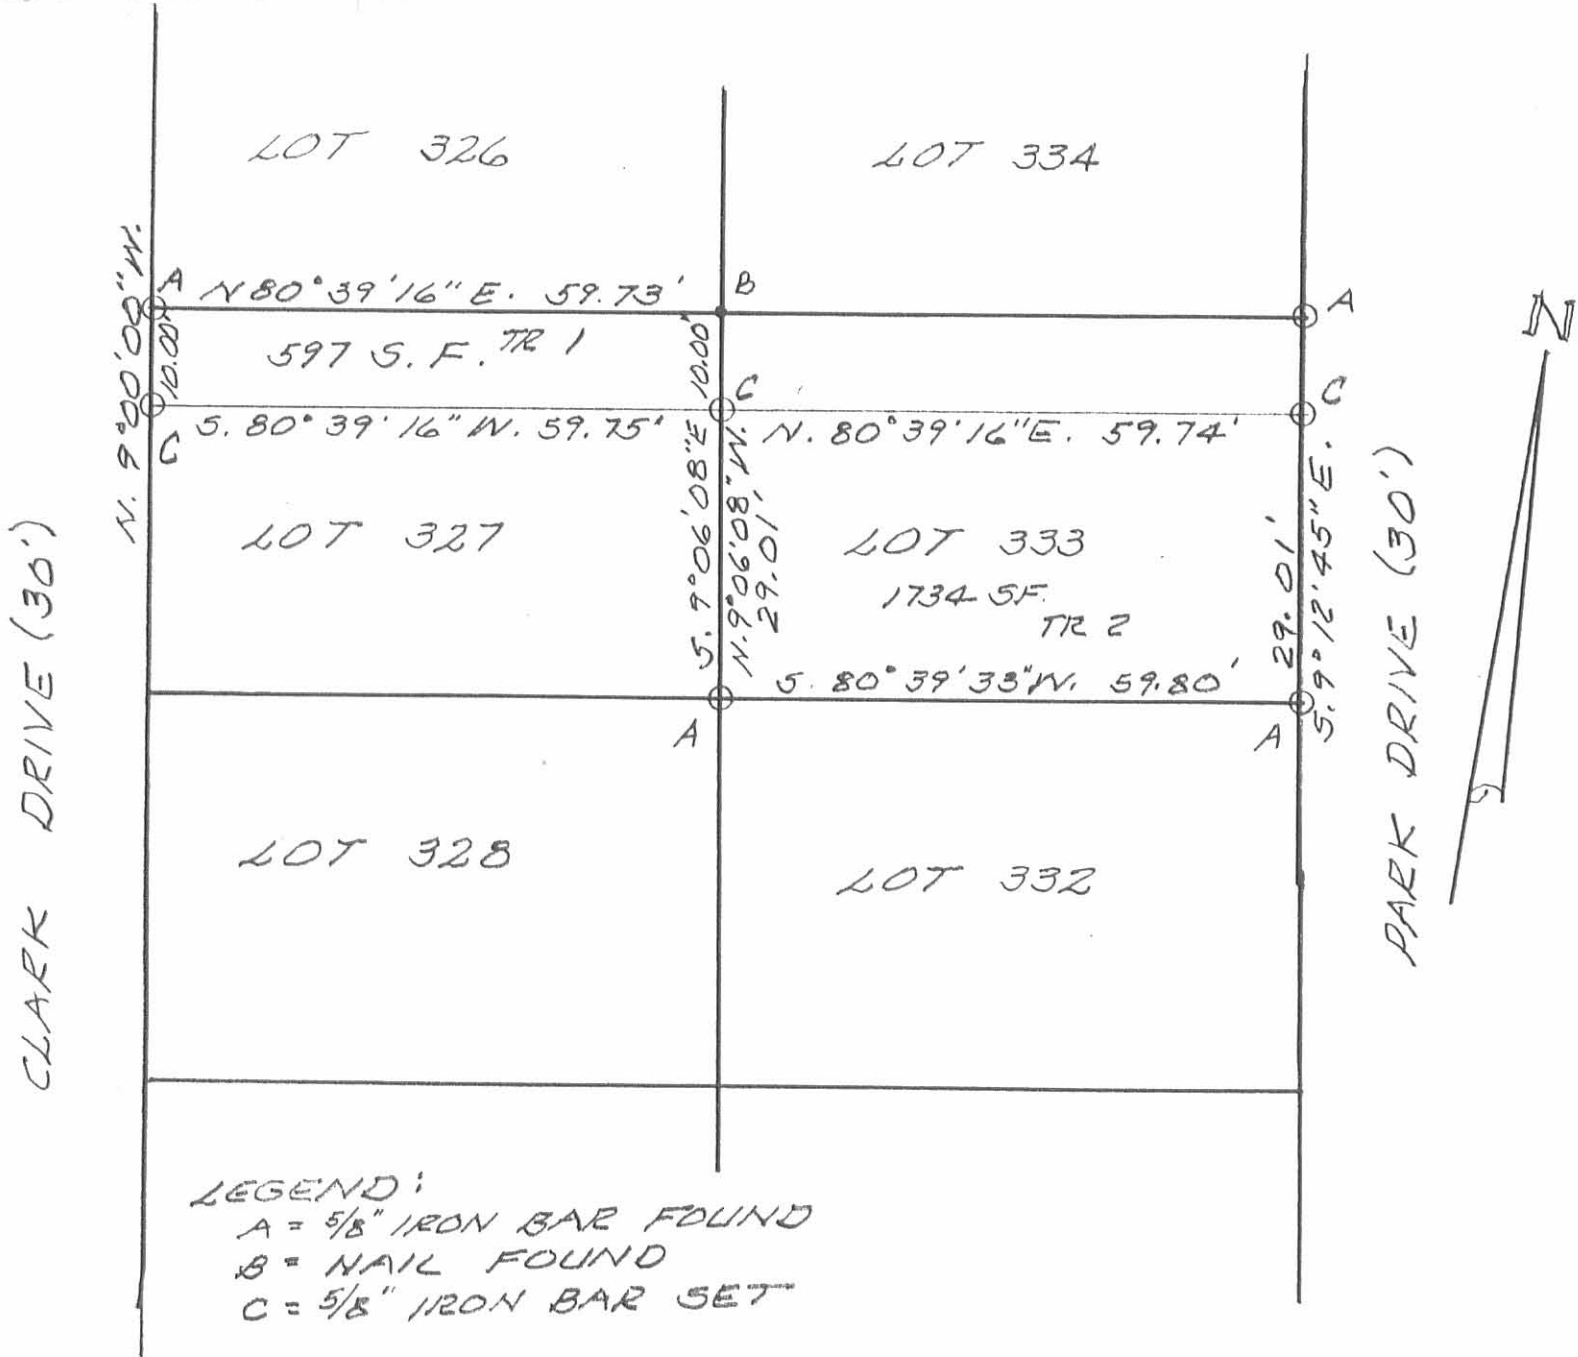 LOT 326
LOT 334
N. 9°00'00" W.
A
N 80°39'16" E. 59.73'
B
A
N
10.00'
597 S. F. TR 1
10.00'
C
S. 80°39'16" W. 59.75'
C
N. 80°39'16" E. 59.74'
C
S. 9°06'08" E
N. 9°06'08" W.
29.01'
LOT 327
LOT 333
1734 SF.
TR 2
29.01'
S. 9°12'45" E.
S. 80°39'33" W. 59.80'
A
A
CLARK DRIVE (30')
PARK DRIVE (30')
LOT 328
LOT 332
LEGEND:
A = 5/8" IRON BAR FOUND
B = NAIL FOUND
C = 5/8" IRON BAR SET